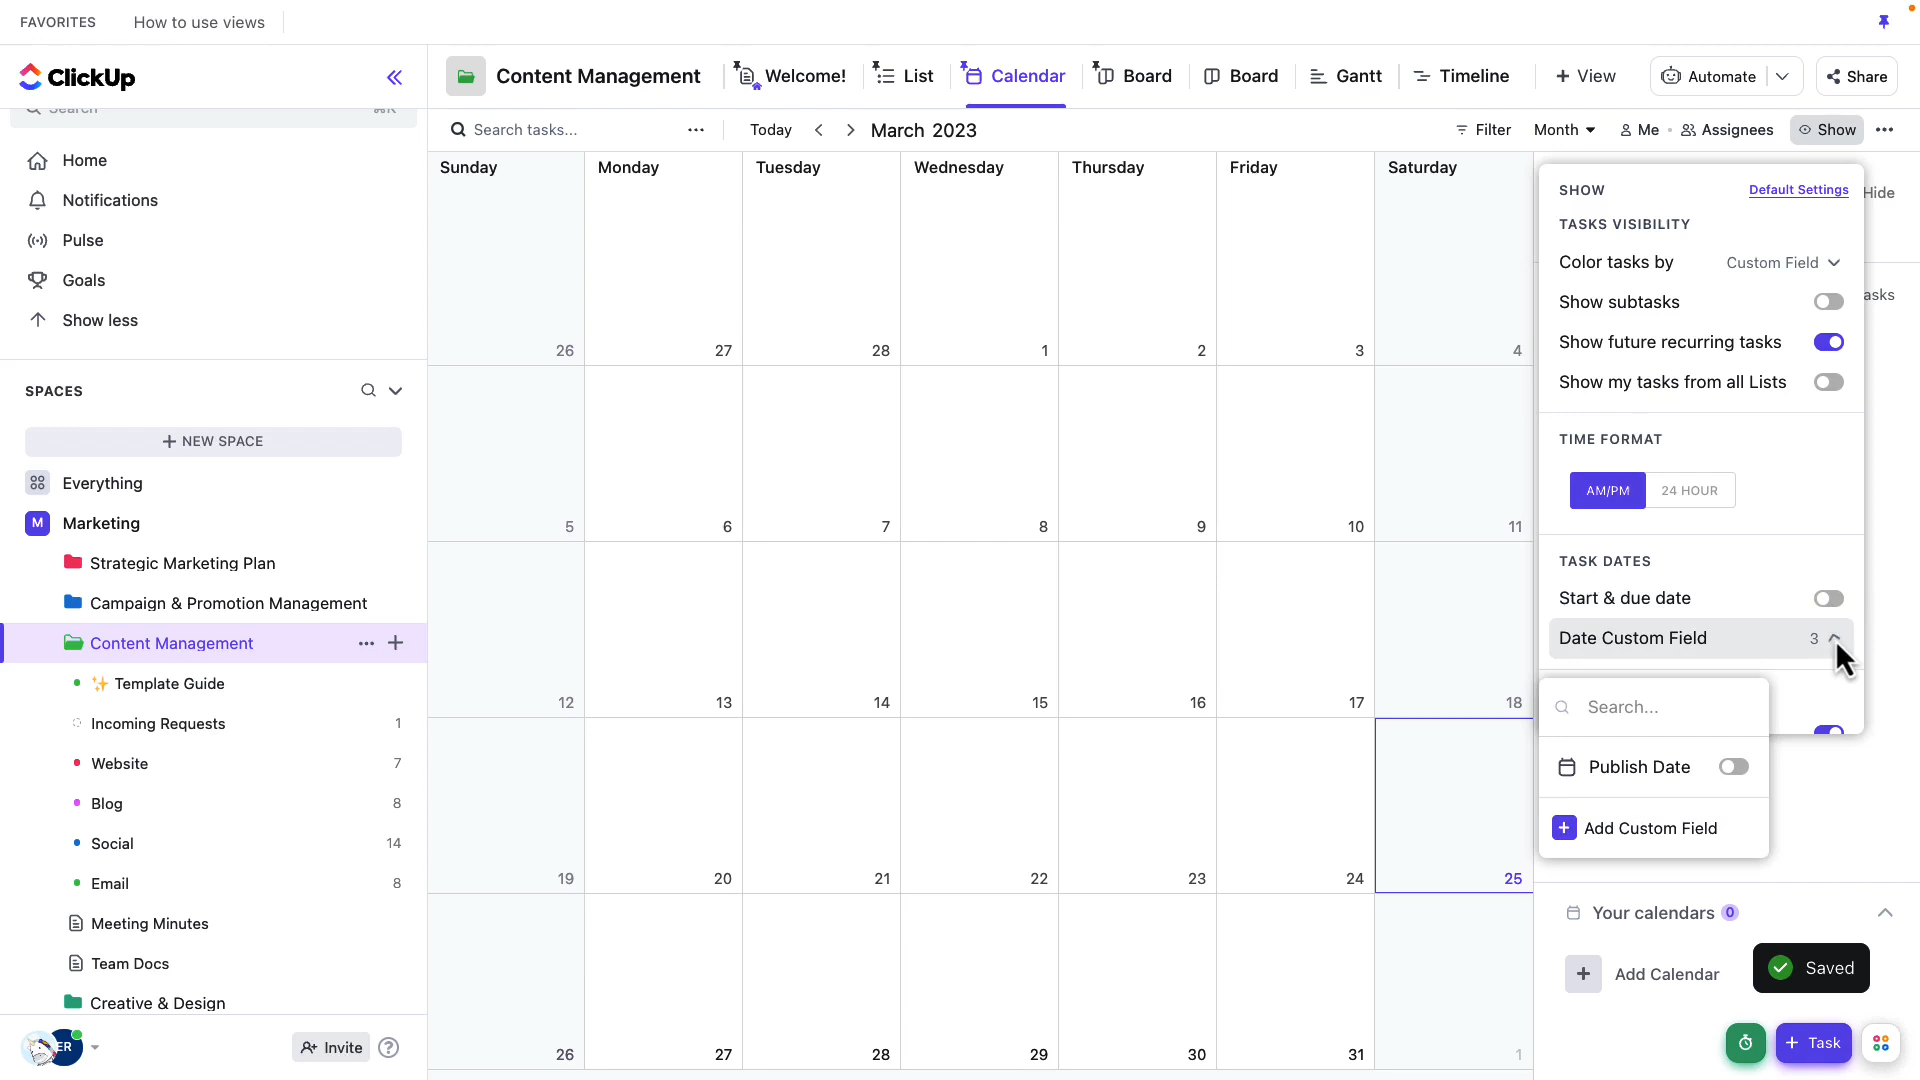 FAVORITES How to use views
ClickUp
Search ⌘K
Home
Notifications
Pulse
Goals
Show less
SPACES
+ NEW SPACE
Everything
M Marketing
Strategic Marketing Plan
Campaign & Promotion Management
Content Management
✨ Template Guide
Incoming Requests 1
Website 7
Blog 8
Social 14
Email 8
Meeting Minutes
Team Docs
Creative & Design
ER Invite ?
Content Management Welcome! List Calendar Board Board Gantt Timeline + View Automate Share
Search tasks... Today March 2023 Filter Month Me Assignees Show
Sunday Monday Tuesday Wednesday Thursday Friday Saturday
26 27 28 1 2 3 4
5 6 7 8 9 10 11
12 13 14 15 16 17 18
19 20 21 22 23 24 25
26 27 28 29 30 31 1
SHOW Default Settings Hide
TASKS VISIBILITY
Color tasks by Custom Field
Show subtasks asks
Show future recurring tasks
Show my tasks from all Lists
TIME FORMAT
AM/PM 24 HOUR
TASK DATES
Start & due date
Date Custom Field 3
Search...
Publish Date
+ Add Custom Field
Your calendars 0
+ Add Calendar
Saved
+ Task